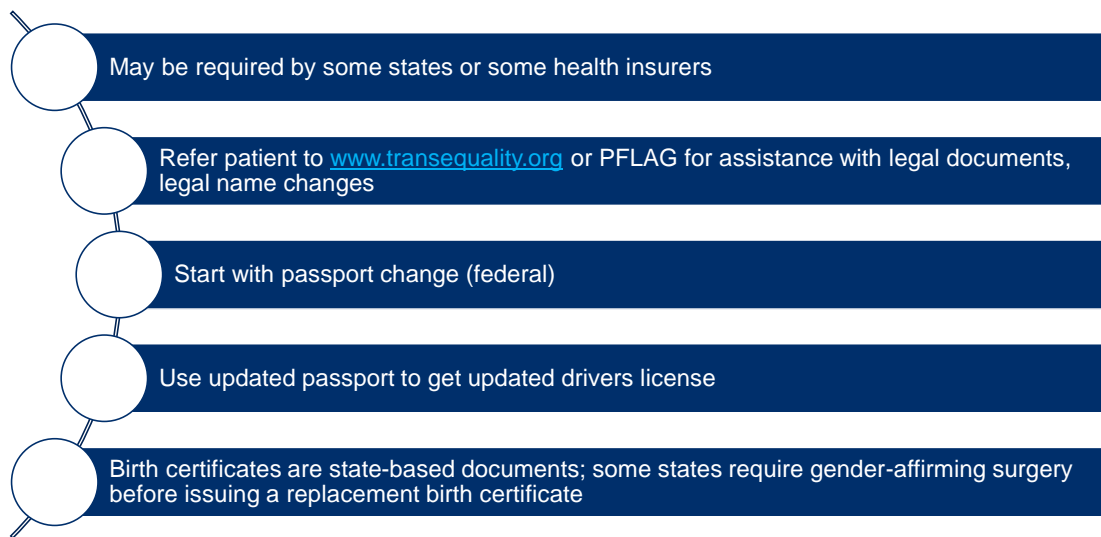 May be required by some states or some health insurers
Refer patient to www.transequality.org or PFLAG for assistance with legal documents,
legal name changes
Start with passport change (federal)
Use updated passport to get updated drivers license
Birth certificates are state-based documents; some states require gender-affirming surgery
before issuing a replacement birth certificate